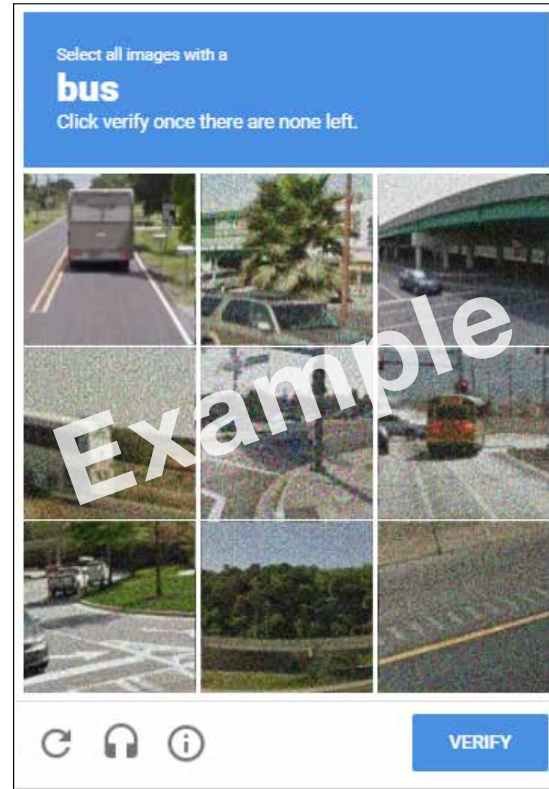 Select all images with a
bus
Click verify once there are none left.
Example
VERIFY